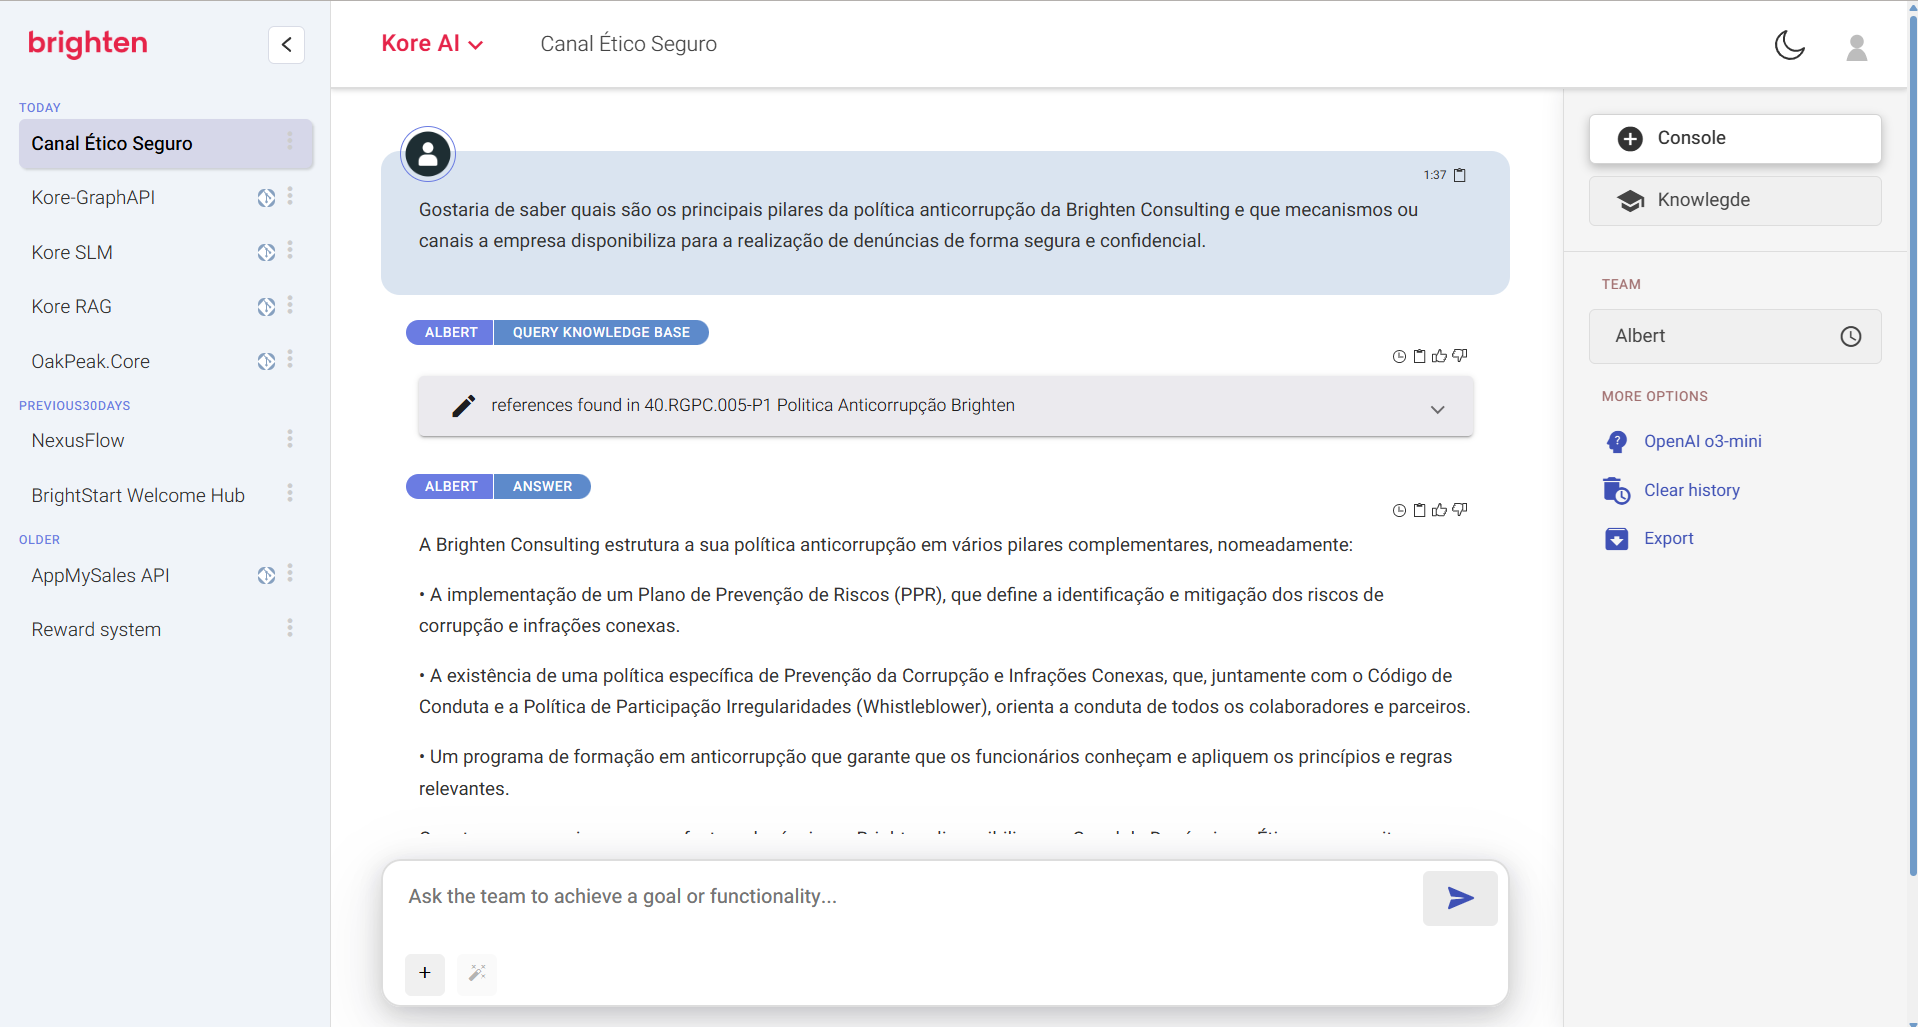 brighten
TODAY
Canal Ético Seguro
Kore-GraphAPI
Kore SLM
Kore RAG
OakPeak.Core
PREVIOUS30DAYS
NexusFlow
BrightStart Welcome Hub
OLDER
AppMySales API
Reward system
Kore AI
Canal Ético Seguro
1:37
Gostaria de saber quais são os principais pilares da política anticorrupção da Brighten Consulting e que mecanismos ou
canais a empresa disponibiliza para a realização de denúncias de forma segura e confidencial.
ALBERT QUERY KNOWLEDGE BASE
references found in 40.RGPC.005-P1 Politica Anticorrupção Brighten
ALBERT ANSWER
A Brighten Consulting estrutura a sua política anticorrupção em vários pilares complementares, nomeadamente:
• A implementação de um Plano de Prevenção de Riscos (PPR), que define a identificação e mitigação dos riscos de
corrupção e infrações conexas.
• A existência de uma política específica de Prevenção da Corrupção e Infrações Conexas, que, juntamente com o Código de
Conduta e a Política de Participação Irregularidades (Whistleblower), orienta a conduta de todos os colaboradores e parceiros.
• Um programa de formação em anticorrupção que garante que os funcionários conheçam e apliquem os princípios e regras
relevantes.
Ask the team to achieve a goal or functionality...
+
Console
Knowlegde
TEAM
Albert
MORE OPTIONS
OpenAI o3-mini
Clear history
Export